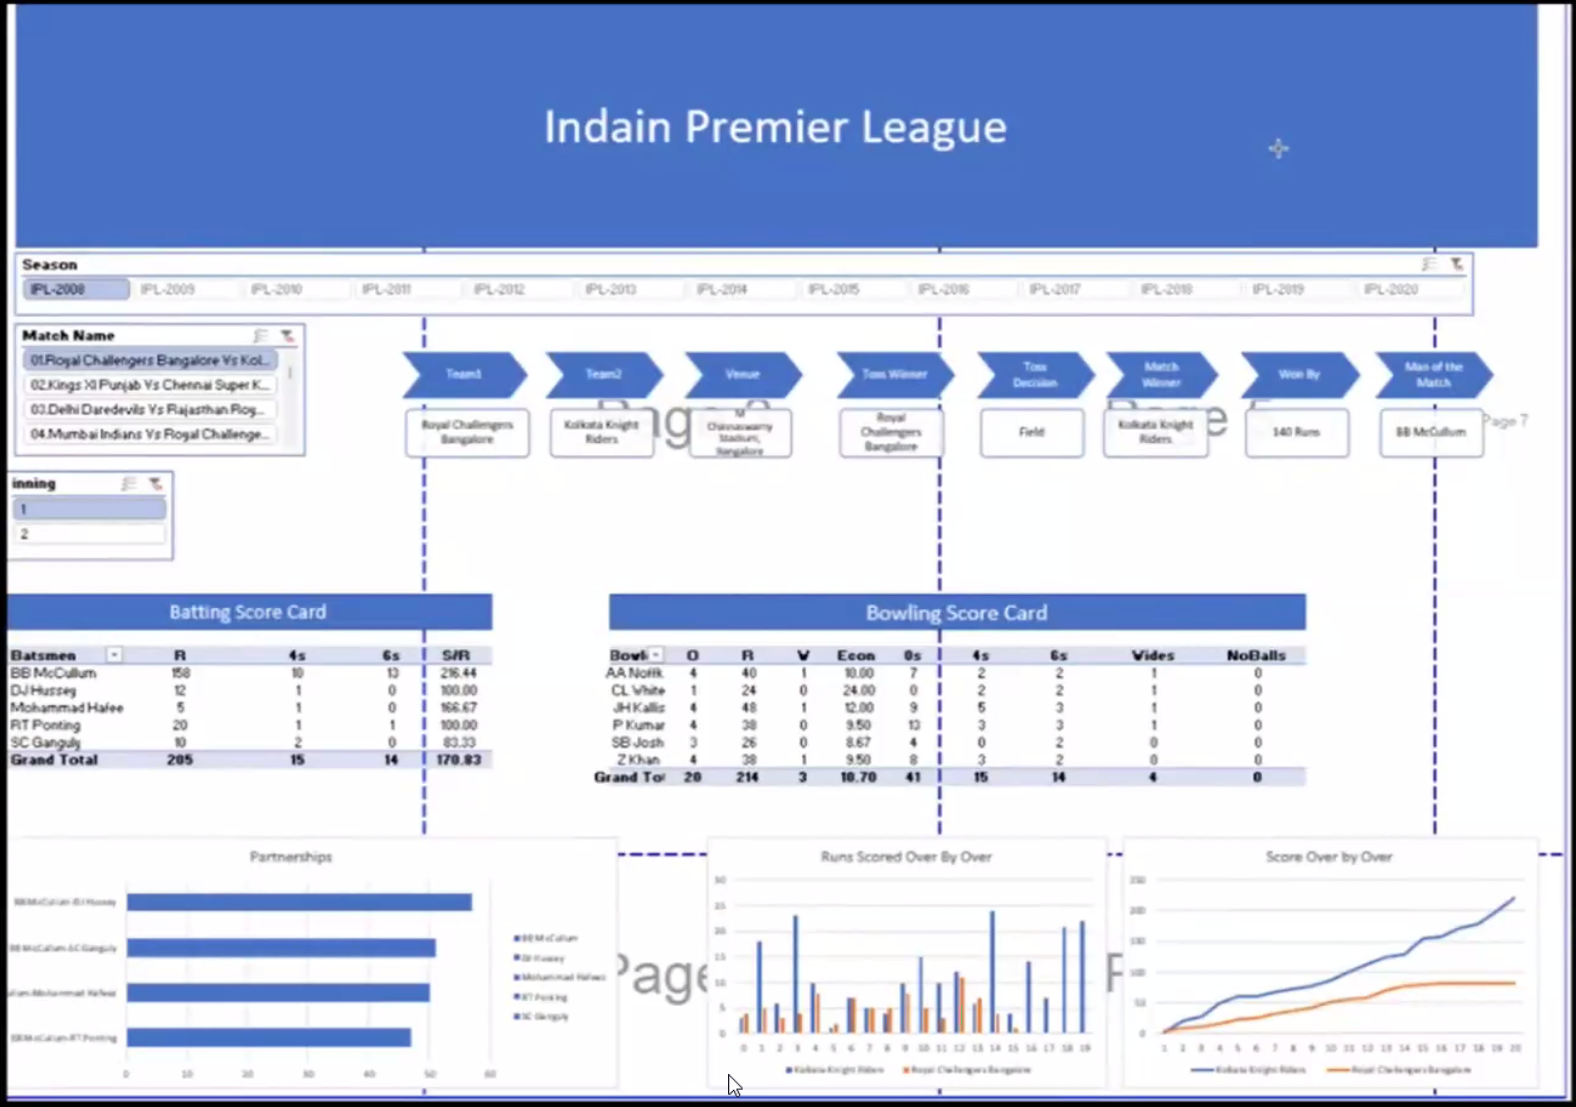 Indain Premier League
Season
IPL-2008 IPL-2009 IPL-2010 IPL-2011 IPL-2012 IPL-2013 IPL-2014 IPL-2015 IPL-2016 IPL-2017 IPL-2018 IPL-2019 IPL-2020
Match Name
01.Royal Challengers Bangalore Vs Kol...
02.Kings XI Punjab Vs Chennai Super K...
03.Delhi Daredevils Vs Rajasthan Roy...
04.Mumbai Indians Vs Royal Challenge...
Team1 Team2 Venue Toss Winner Toss Decision Match Winner Won By Man of the Match
Royal Challengers Bangalore
Kolkata Knight Riders
M Chinnaswamy Stadium, Bangalore
Royal Challengers Bangalore
Field
Kolkata Knight Riders
140 Runs
BB McCullum
Page 7
inning
1
2
Batting Score Card
Batsmen R 4s 6s S/R
BB McCullum 158 10 13 216.44
DJ Hussey 12 1 0 100.00
Mohammad Hafee 5 1 0 166.67
RT Ponting 20 1 1 100.00
SC Ganguly 10 2 0 83.33
Grand Total 205 15 14 170.83
Bowling Score Card
Bowl O R W Econ 0s 4s 6s Wides NoBalls
AA Noffk 4 40 1 10.00 7 2 2 1 0
CL White 1 24 0 24.00 0 2 2 1 0
JH Kallis 4 48 1 12.00 9 5 3 1 0
P Kumar 4 38 0 9.50 13 3 3 1 0
SB Josh 3 26 0 8.67 4 0 2 0 0
Z Khan 4 38 1 9.50 8 3 2 0 0
Grand To 20 214 3 10.70 41 15 14 4 0
Partnerships
BB McCullum-DJ Hussey
BB McCullum-SC Ganguly
lum-Mohammad Hafeez
BB McCullum-RT Ponting
0 10 20 30 40 50 60
BB McCullum
DJ Hussey
Mohammad Hafeez
RT Ponting
SC Ganguly
Page
Runs Scored Over By Over
30
25
20
15
10
5
0
0 1 2 3 4 5 6 7 8 9 10 11 12 13 14 15 16 17 18 19
Kolkata Knight Riders Royal Challengers Bangalore
Score Over by Over
250
200
150
100
50
0
1 2 3 4 5 6 7 8 9 10 11 12 13 14 15 16 17 18 19 20
Kolkata Knight Riders Royal Challengers Bangalore